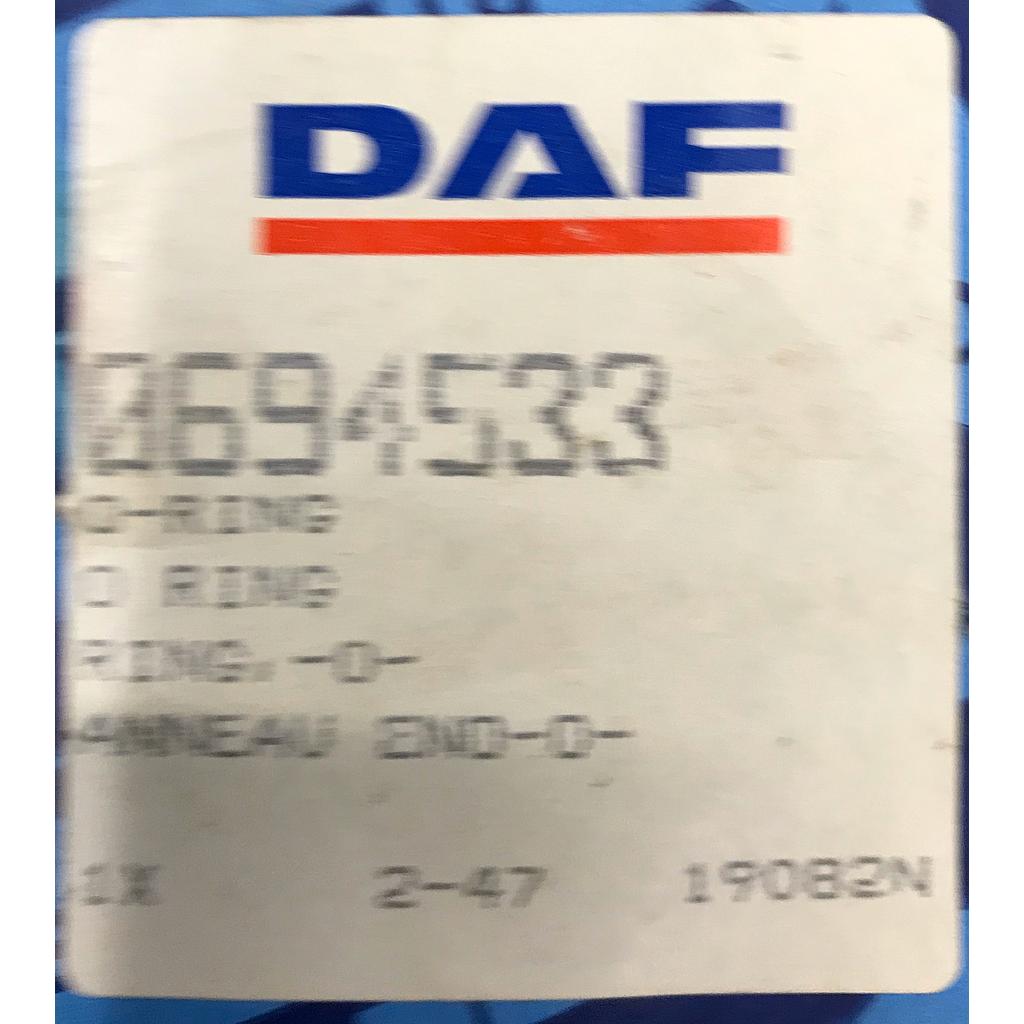 DAF
0694533
O-RING
O RING
RING,-O-
ANNEAU END-O-
1X 2-47 19082N